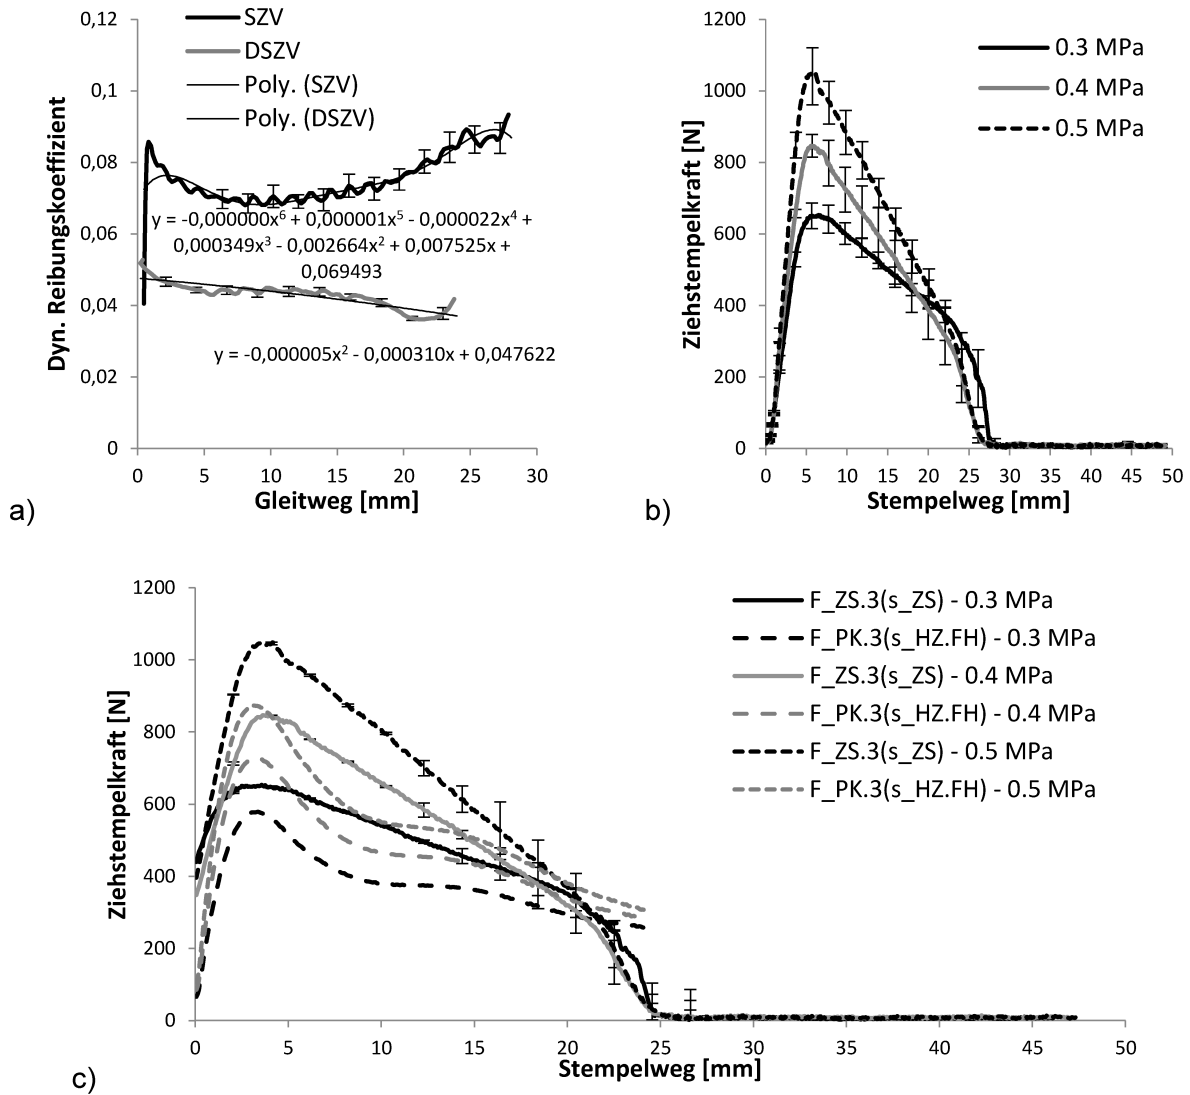 SZV
DSZV
Poly. (SZV)
Poly. (DSZV)
0,12
0,1
0,08
0,06
0,04
0,02
0
Dyn. Reibungskoeffizient
y = -0,000000x⁶ + 0,000001x⁵ - 0,000022x⁴ +
0,000349x³ - 0,002664x² + 0,007525x +
0,069493
y = -0,000005x² - 0,000310x + 0,047622
0 5 10 15 20 25 30
Gleitweg [mm]
a)
1200
1000
800
600
400
200
0
Ziehstempelkraft [N]
0.3 MPa
0.4 MPa
0.5 MPa
0 5 10 15 20 25 30 35 40 45 50
Stempelweg [mm]
b)
1200
1000
800
600
400
200
0
Ziehstempelkraft [N]
F_ZS.3(s_ZS) - 0.3 MPa
F_PK.3(s_HZ.FH) - 0.3 MPa
F_ZS.3(s_ZS) - 0.4 MPa
F_PK.3(s_HZ.FH) - 0.4 MPa
F_ZS.3(s_ZS) - 0.5 MPa
F_PK.3(s_HZ.FH) - 0.5 MPa
0 5 10 15 20 25 30 35 40 45 50
Stempelweg [mm]
c)